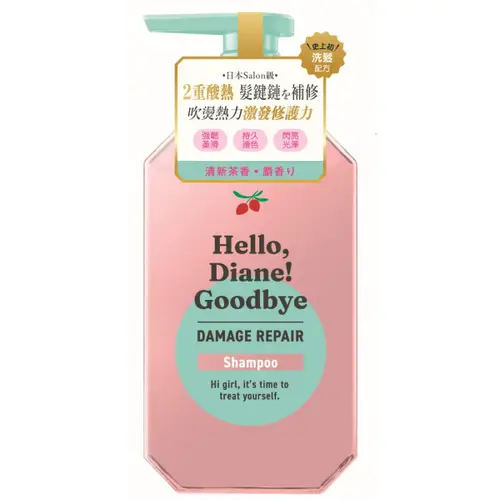 史上初
洗髮
配方
•日本Salon級•
2重酸熱 髮鍵鏈を補修
吹燙熱力激發修護力
強韌
柔滑
持久
護色
閃亮
光澤
清新茶香•麝香り
Hello,
Diane!
Goodbye
DAMAGE REPAIR
Shampoo
Hi girl, it's time to
treat yourself.